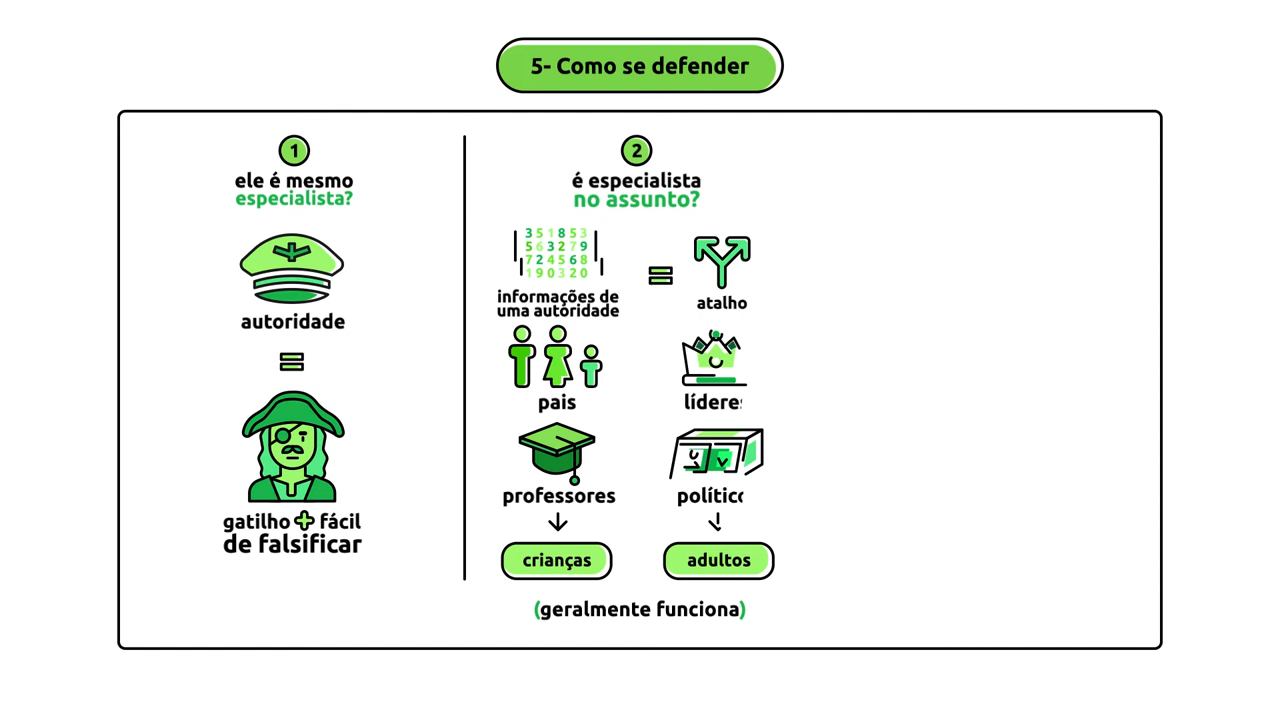 5- Como se defender
1
ele é mesmo
especialista?
autoridade
gatilho + fácil
de falsificar
2
é especialista
no assunto?
3 5 1 8 5 3
5 6 3 2 7 9
7 2 4 5 6 8
1 9 0 3 2 0
informações de
uma autoridade
=
atalho
pais
líderes
professores
político
crianças
adultos
(geralmente funciona)